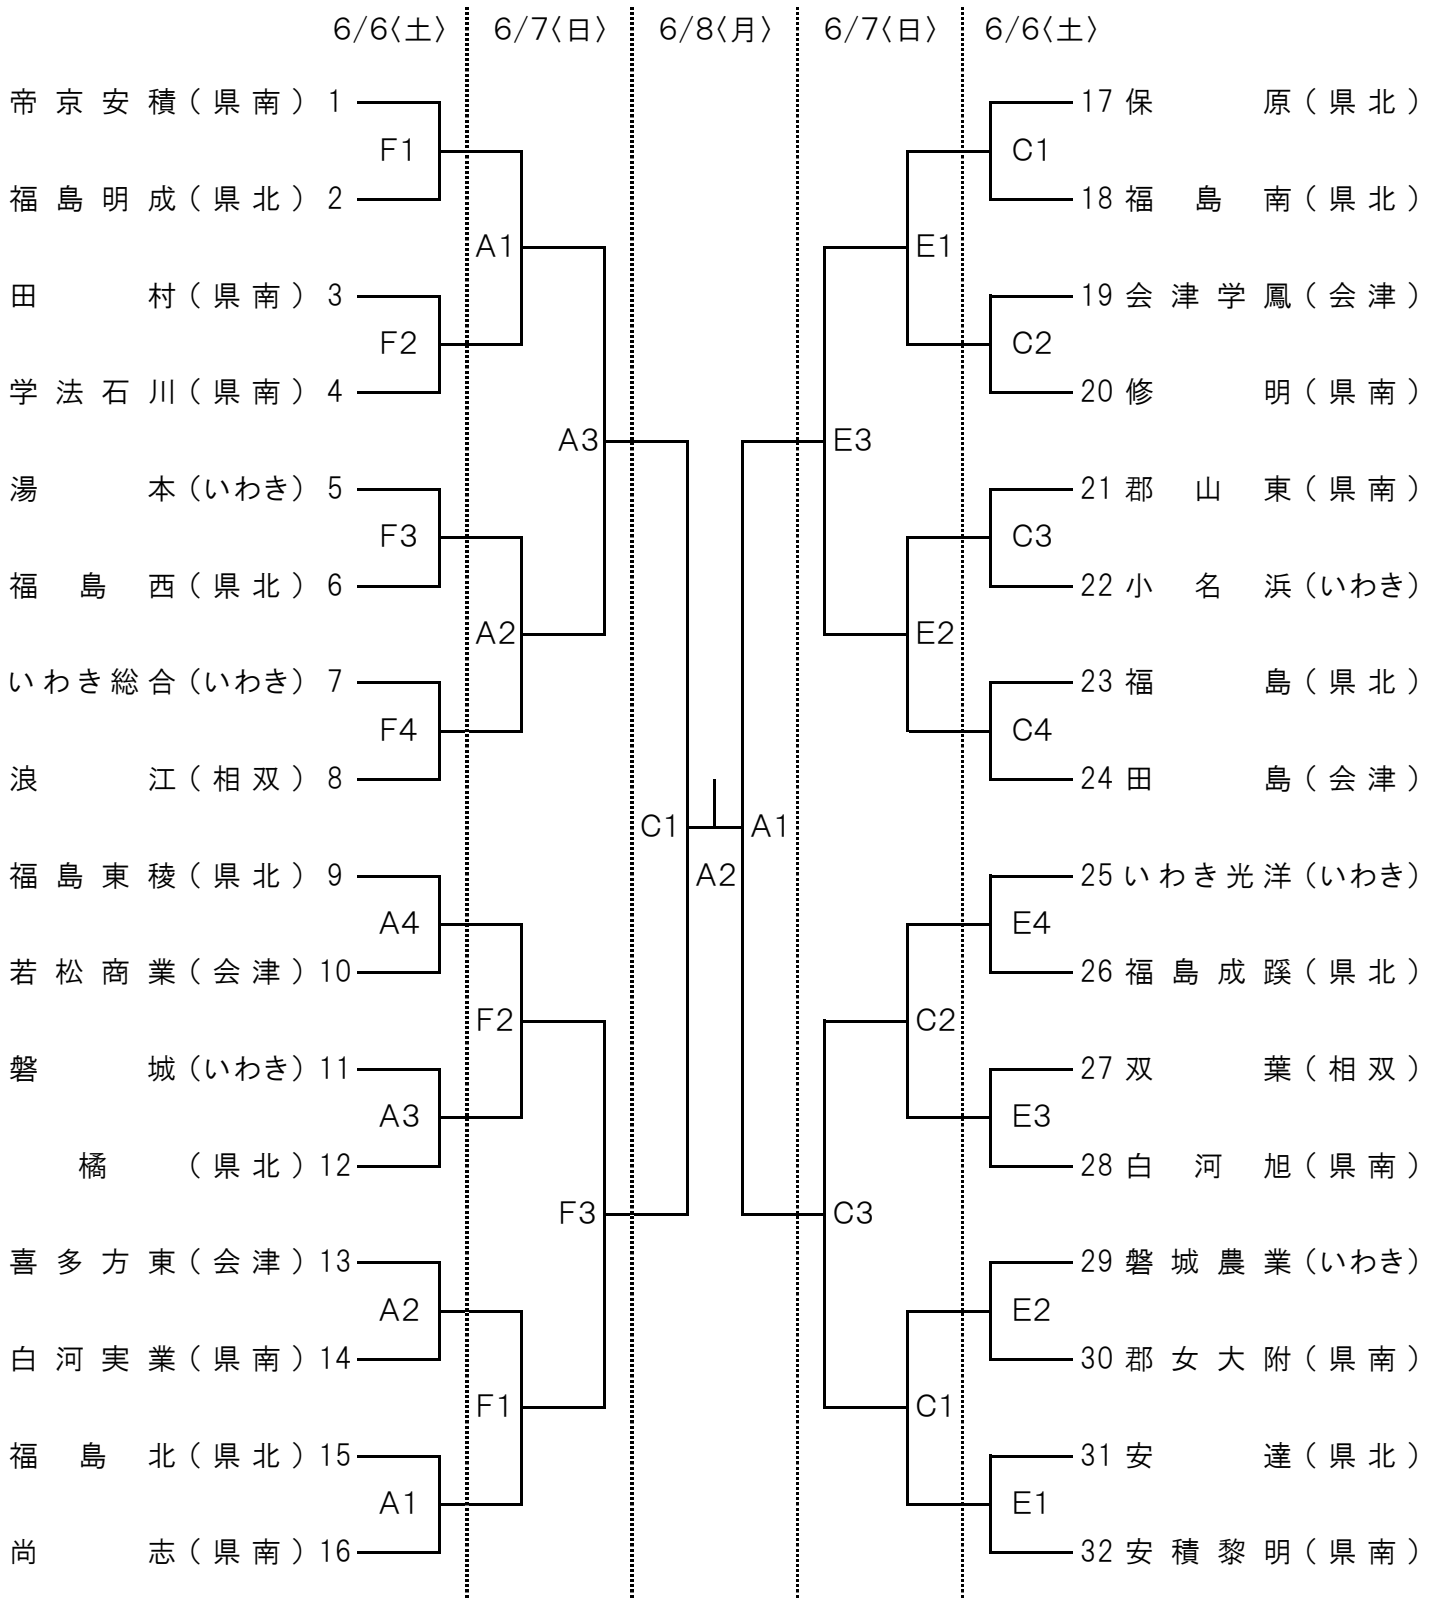 6/6〈土〉 6/7〈日〉 6/8〈月〉 6/7〈日〉 6/6〈土〉
帝京安積(県南) 1 17 保原(県北)
F1 C1
福島明成(県北) 2 18 福島南(県北)
A1 E1
田村(県南) 3 19 会津学鳳(会津)
F2 C2
学法石川(県南) 4 20 修明(県南)
A3 E3
湯本(いわき) 5 21 郡山東(県南)
F3 C3
福島西(県北) 6 22 小名浜(いわき)
A2 E2
いわき総合(いわき) 7 23 福島(県北)
F4 C4
浪江(相双) 8 24 田島(会津)
C1 A1
福島東稜(県北) 9 A2 25 いわき光洋(いわき)
A4 E4
若松商業(会津) 10 26 福島成蹊(県北)
F2 C2
磐城(いわき) 11 27 双葉(相双)
A3 E3
橘(県北) 12 28 白河旭(県南)
F3 C3
喜多方東(会津) 13 29 磐城農業(いわき)
A2 E2
白河実業(県南) 14 30 郡女大附(県南)
F1 C1
福島北(県北) 15 31 安達(県北)
A1 E1
尚志(県南) 16 32 安積黎明(県南)